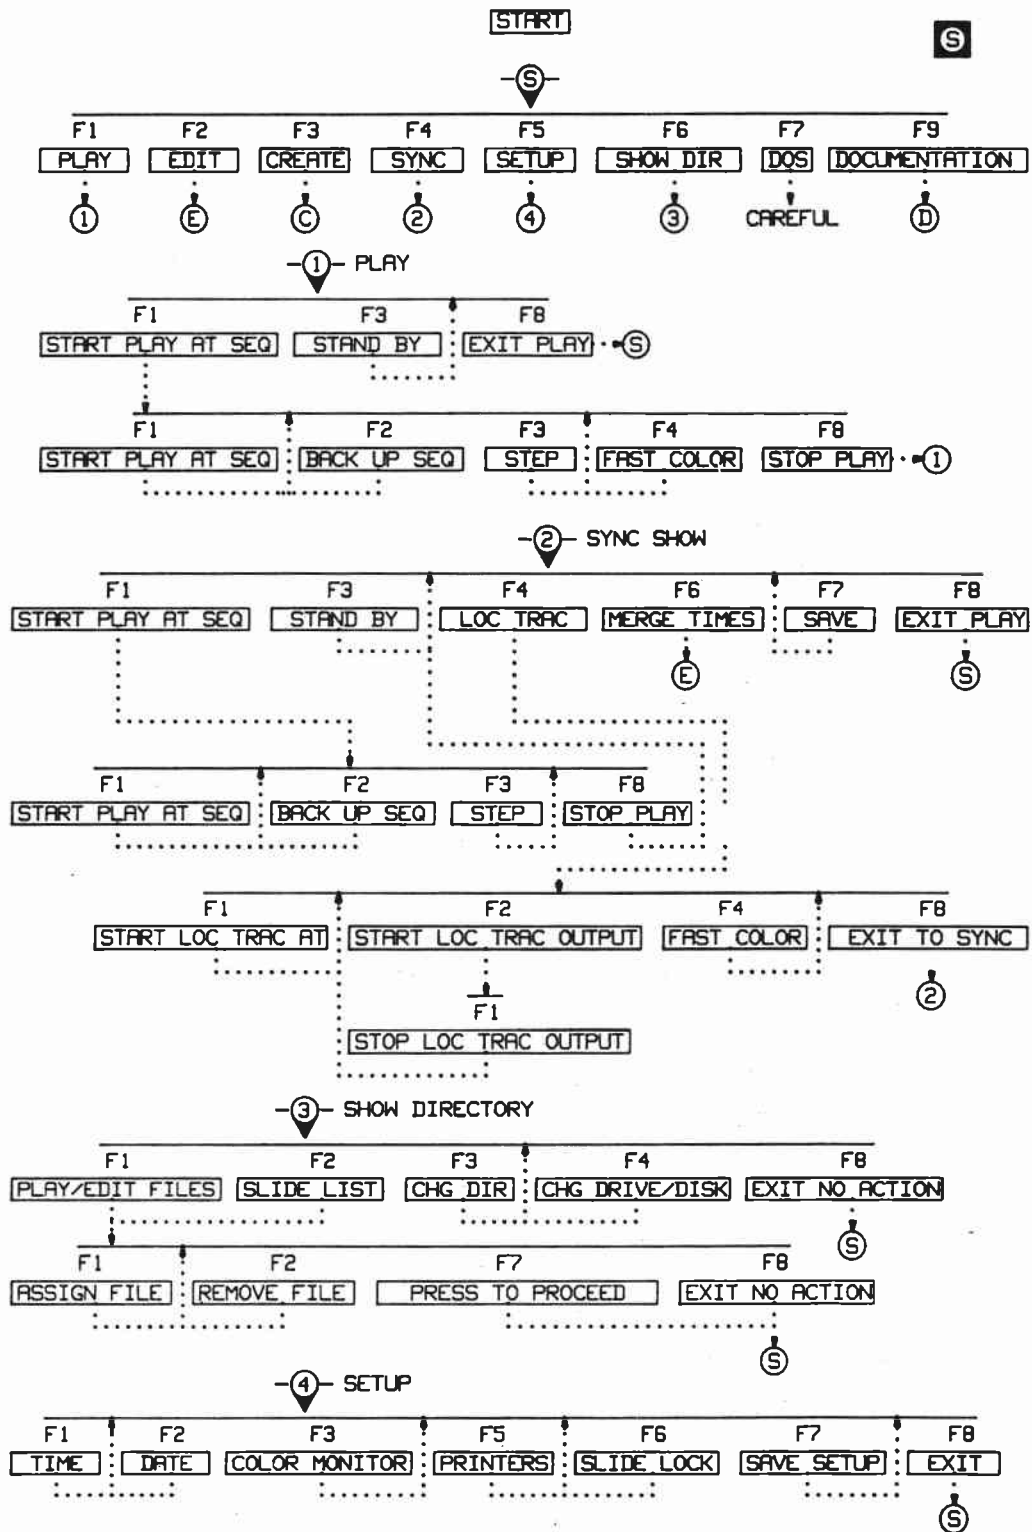 START
S
S
F1 F2 F3 F4 F5 F6 F7 F9
PLAY EDIT CREATE SYNC SETUP SHOW DIR DOS DOCUMENTATION
1 E C 2 4 3 CAREFUL D
1 PLAY
F1 F3 F8
START PLAY AT SEQ STAND BY EXIT PLAY S
F1 F2 F3 F4 F8
START PLAY AT SEQ BACK UP SEQ STEP FAST COLOR STOP PLAY 1
2 SYNC SHOW
F1 F3 F4 F6 F7 F8
START PLAY AT SEQ STAND BY LOC TRAC MERGE TIMES SAVE EXIT PLAY
E S
F1 F2 F3 F8
START PLAY AT SEQ BACK UP SEQ STEP STOP PLAY
F1 F2 F4 F8
START LOC TRAC AT START LOC TRAC OUTPUT FAST COLOR EXIT TO SYNC
2
F1
STOP LOC TRAC OUTPUT
3 SHOW DIRECTORY
F1 F2 F3 F4 F8
PLAY/EDIT FILES SLIDE LIST CHG DIR CHG DRIVE/DISK EXIT NO ACTION
S
F1 F2 F7 F8
ASSIGN FILE REMOVE FILE PRESS TO PROCEED EXIT NO ACTION
S
4 SETUP
F1 F2 F3 F5 F6 F7 F8
TIME DATE COLOR MONITOR PRINTERS SLIDE LOCK SAVE SETUP EXIT
S